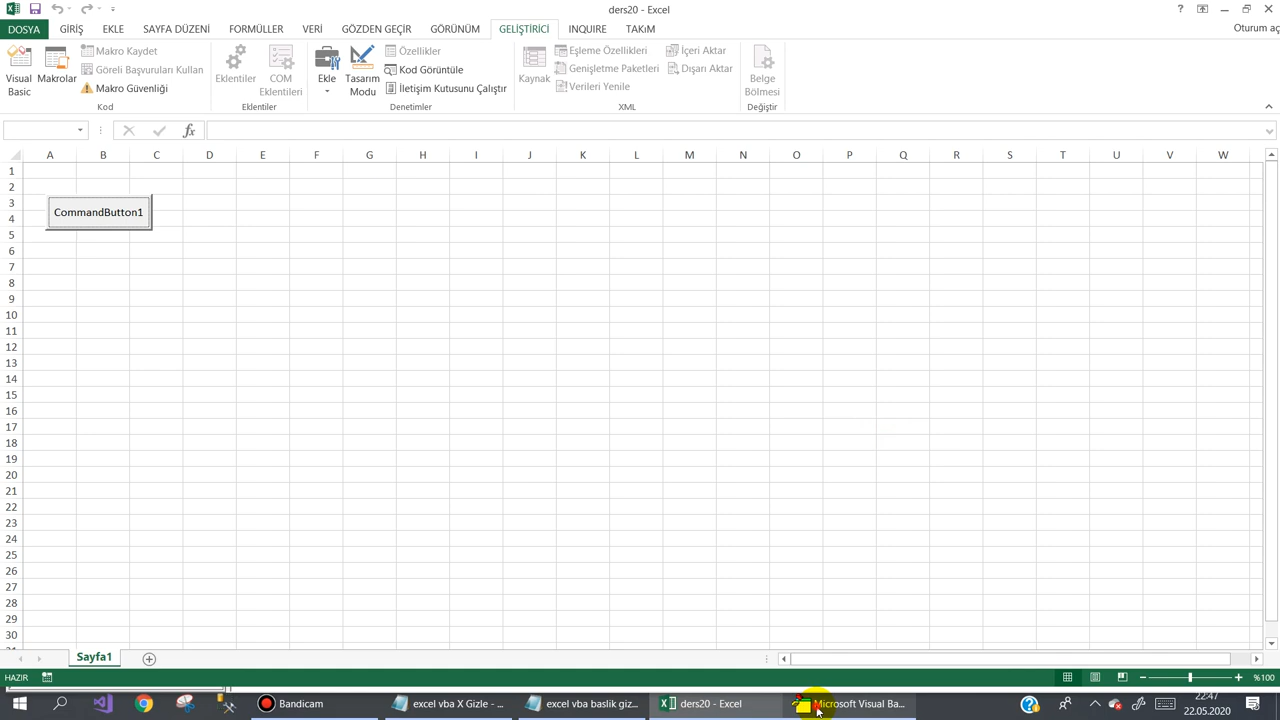 ders20 - Excel
Oturum aç
DOSYA GİRİŞ EKLE SAYFA DÜZENİ FORMÜLLER VERİ GÖZDEN GEÇİR GÖRÜNÜM GELİŞTİRİCİ INQUIRE TAKıM
Visual Basic
Makrolar
Makro Kaydet
Göreli Başvuruları Kullan
Makro Güvenliği
Kod
Eklentiler
COM Eklentileri
Eklentiler
Ekle
Tasarım Modu
Özellikler
Kod Görüntüle
İletişim Kutusunu Çalıştır
Denetimler
Kaynak
Eşleme Özellikleri
Genişletme Paketleri
Verileri Yenile
İçeri Aktar
Dışarı Aktar
XML
Belge Bölmesi
Değiştir
fx
A B C D E F G H I J K L M N O P Q R S T U V W
1
2
3
4
5
6
7
8
9
10
11
12
13
14
15
16
17
18
19
20
21
22
23
24
25
26
27
28
29
30
CommandButton1
Sayfa1
HAZIR
%100
Bandicam
excel vba X Gizle - ...
excel vba baslik giz...
ders20 - Excel
Microsoft Visual Ba...
22:47
22.05.2020